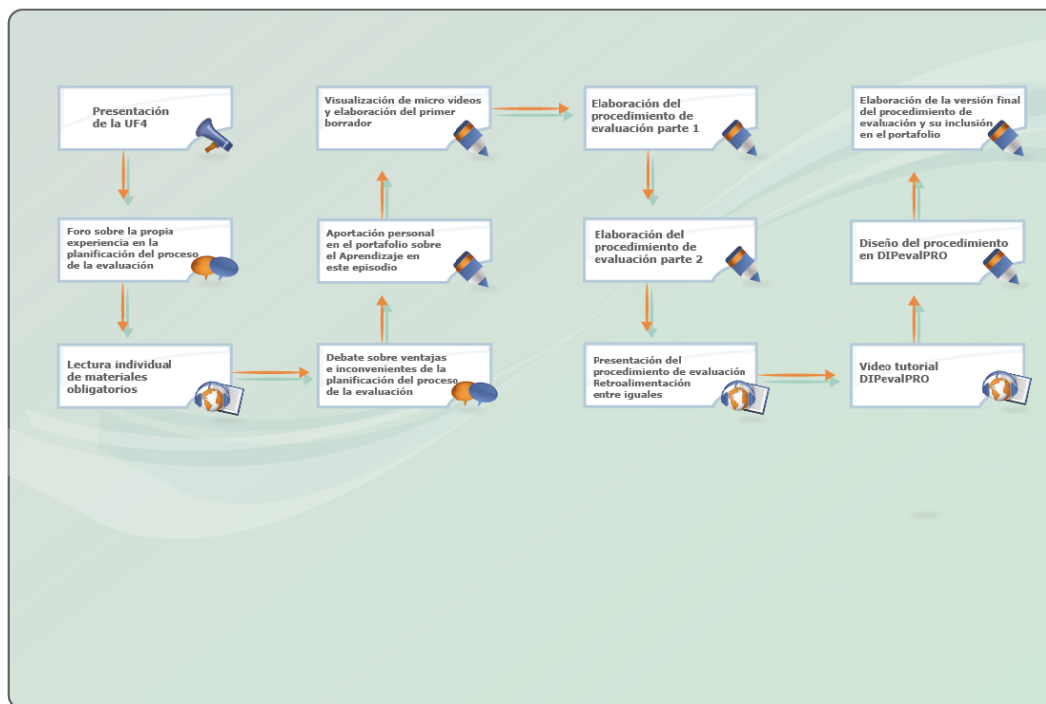 Presentación
de la UF4
Foro sobre la propia
experiencia en la
planificación del proceso
de la evaluación
Lectura individual
de materiales
obligatorios
Debate sobre ventajas
e inconvenientes de la
planificación del proceso
de la evaluación
Aportación personal
en el portafolio sobre
el Aprendizaje en
este episodio
Visualización de micro videos
y elaboración del primer
borrador
Elaboración del
procedimiento de
evaluación parte 1
Elaboración del
procedimiento de
evaluación parte 2
Presentación del
procedimiento de evaluación
Retroalimentación
entre iguales
Video tutorial
DIPevalPRO
Diseño del procedimiento
en DIPevalPRO
Elaboración de la versión final
del procedimiento de
evaluación y su inclusión
en el portafolio